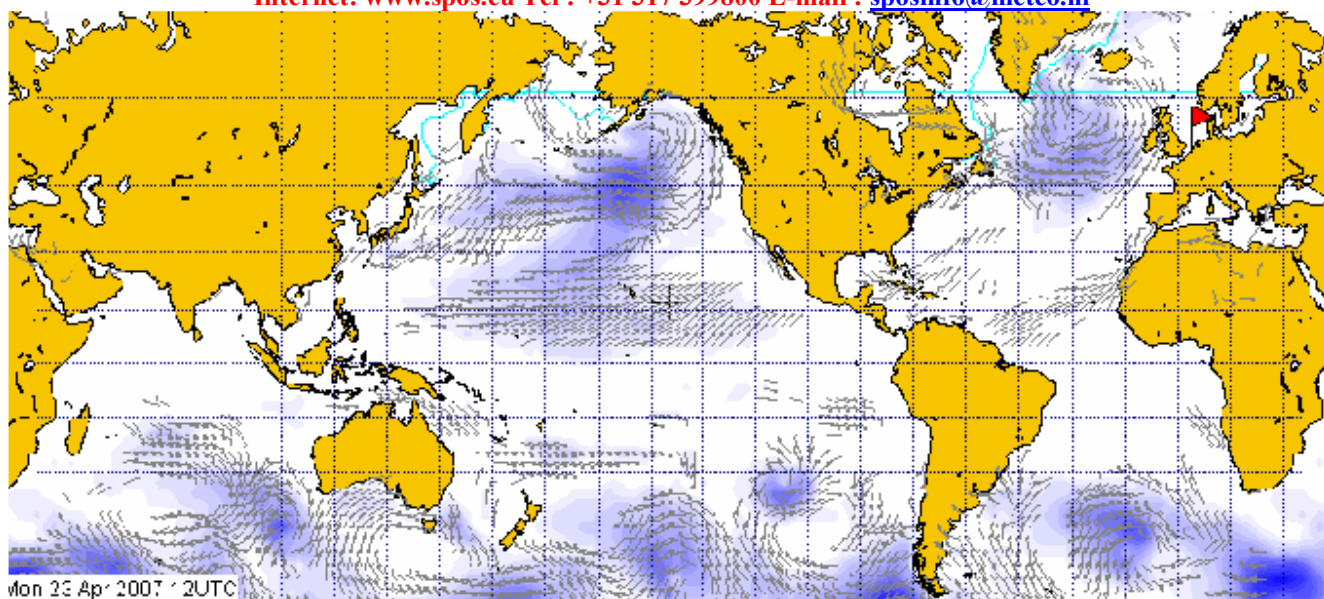 Internet: www.spos.eu Tel : +31 317 399800 E-mail : sposinfo@meteo.nl
Mon 23 Apr 2007 12UTC